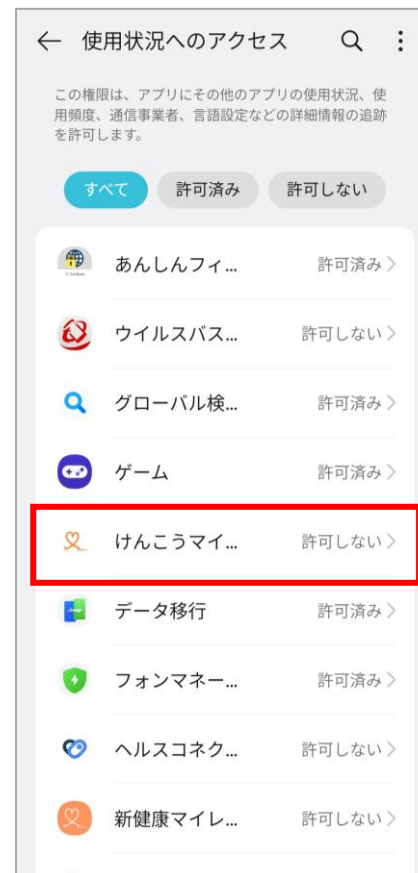 使用状況へのアクセス
この権限は、アプリにその他のアプリの使用状況、使
用頻度、通信事業者、言語設定などの詳細情報の追跡
を許可します。
すべて 許可済み 許可しない
あんしんフィ... 許可済み
ウイルスバス... 許可しない
グローバル検... 許可済み
ゲーム 許可済み
けんこうマイ... 許可しない
データ移行 許可済み
フォンマネー... 許可済み
ヘルスコネク... 許可しない
新健康マイレ... 許可しない